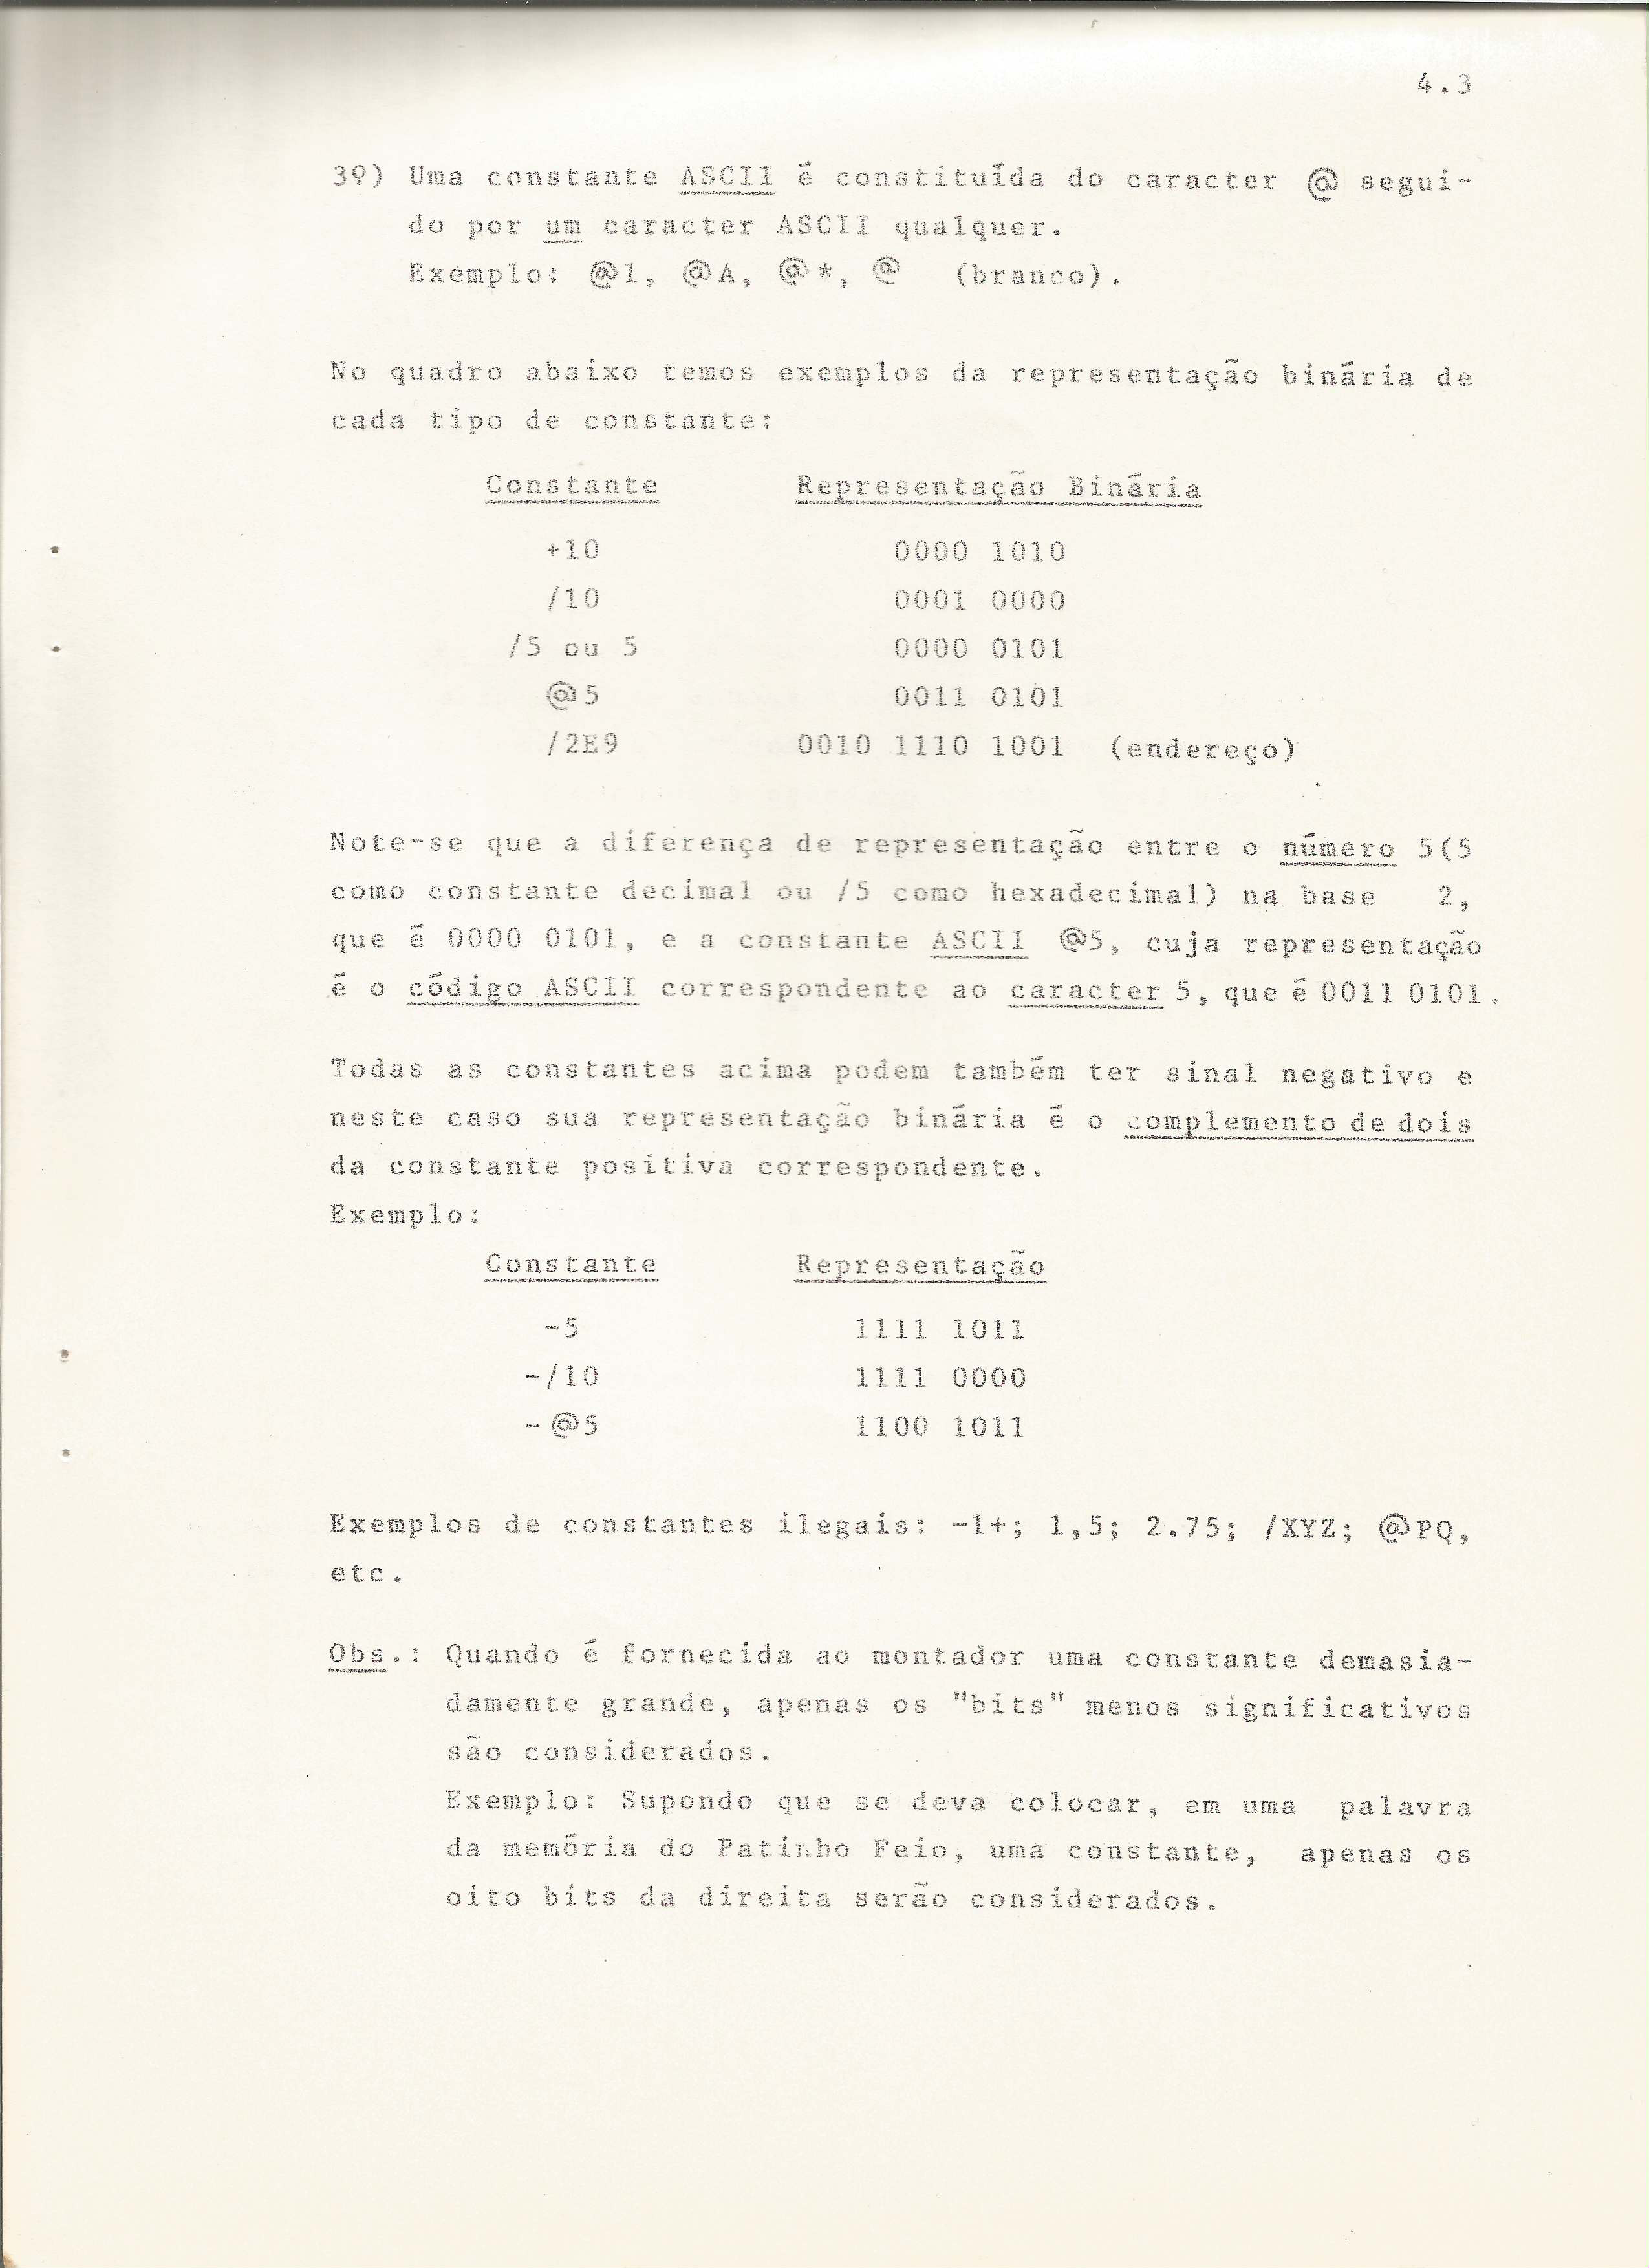 4.3
3º) Uma constante ASCII é constituída do caracter @ segui-
do por um caracter ASCII qualquer.
Exemplo: @1, @A, @*, @ (branco).
No quadro abaixo temos exemplos da representação binária de
cada tipo de constante:
Constante Representação Binária
+10 0000 1010
/10 0001 0000
/5 ou 5 0000 0101
@5 0011 0101
/2E9 0010 1110 1001 (endereço)
Note-se que a diferença de representação entre o número 5(5
como constante decimal ou /5 como hexadecimal) na base 2,
que é 0000 0101, e a constante ASCII @5, cuja representação
é o código ASCII correspondente ao caracter 5, que é 0011 0101.
Todas as constantes acima podem também ter sinal negativo e
neste caso sua representação binária é o complemento de dois
da constante positiva correspondente.
Exemplo:
Constante Representação
-5 1111 1011
-/10 1111 0000
-@5 1100 1011
Exemplos de constantes ilegais: -1+; 1,5; 2.75; /XYZ; @PQ,
etc.
Obs.: Quando é fornecida ao montador uma constante demasia-
damente grande, apenas os "bits" menos significativos
são considerados.
Exemplo: Supondo que se deva colocar, em uma palavra
da memória do Patinho Feio, uma constante, apenas os
oito bits da direita serão considerados.